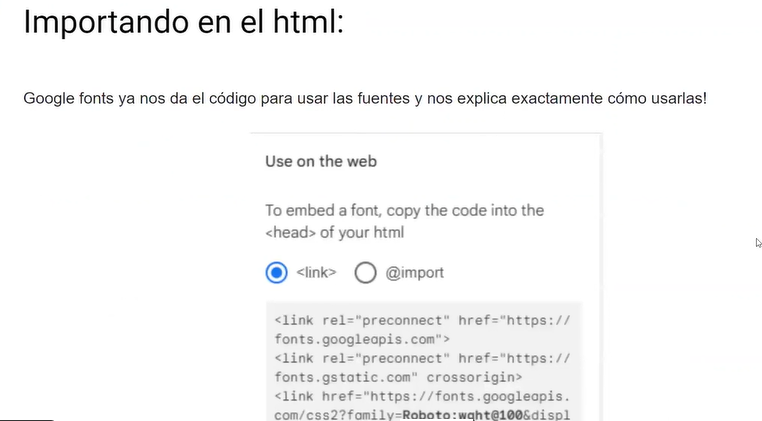 Importando en el html:
Google fonts ya nos da el código para usar las fuentes y nos explica exactamente cómo usarlas!
Use on the web
To embed a font, copy the code into the
<head> of your html
<link> @import
<link rel="preconnect" href="https://
fonts.googleapis.com">
<link rel="preconnect" href="https://
fonts.gstatic.com" crossorigin>
<link href="https://fonts.googleapis.
com/css2?family=Roboto:wght@100&displ